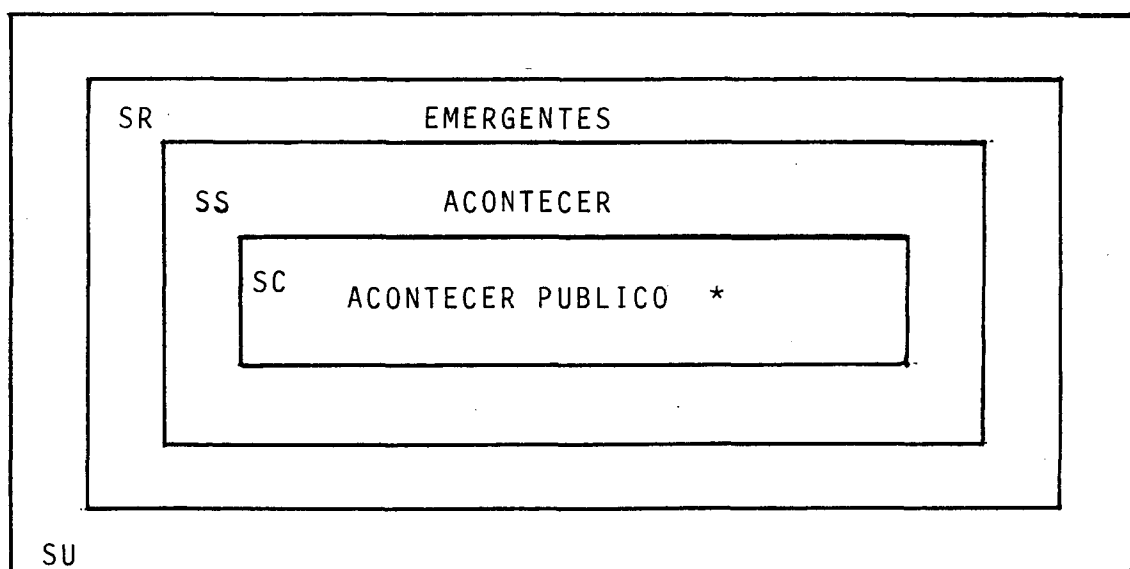 SR EMERGENTES
SS ACONTECER
SC ACONTECER PUBLICO *
SU